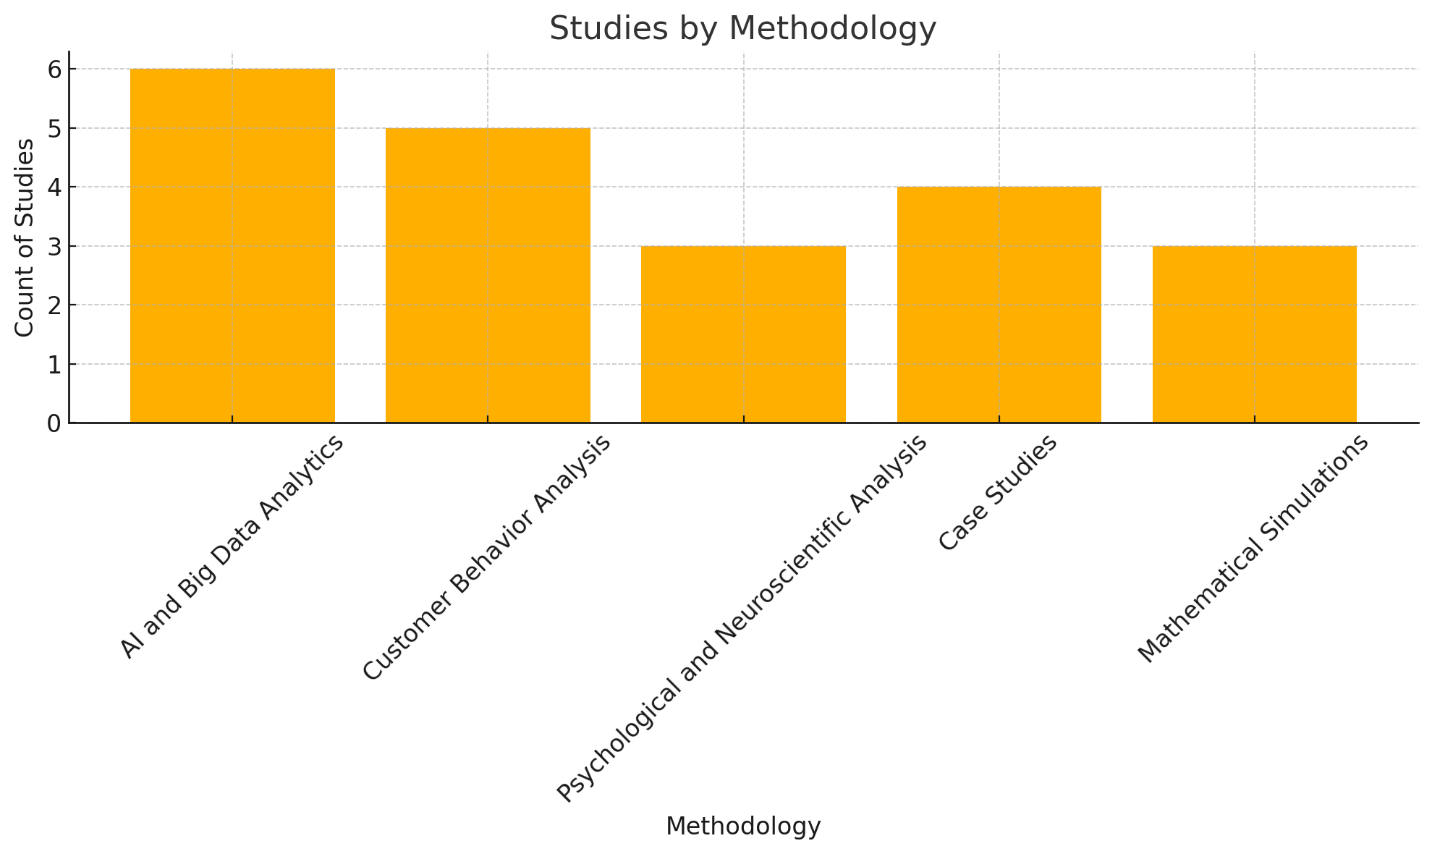 Studies by Methodology
Count of Studies
6
5
4
3
2
1
0
AI and Big Data Analytics
Customer Behavior Analysis
Psychological and Neuroscientific Analysis
Case Studies
Mathematical Simulations
Methodology